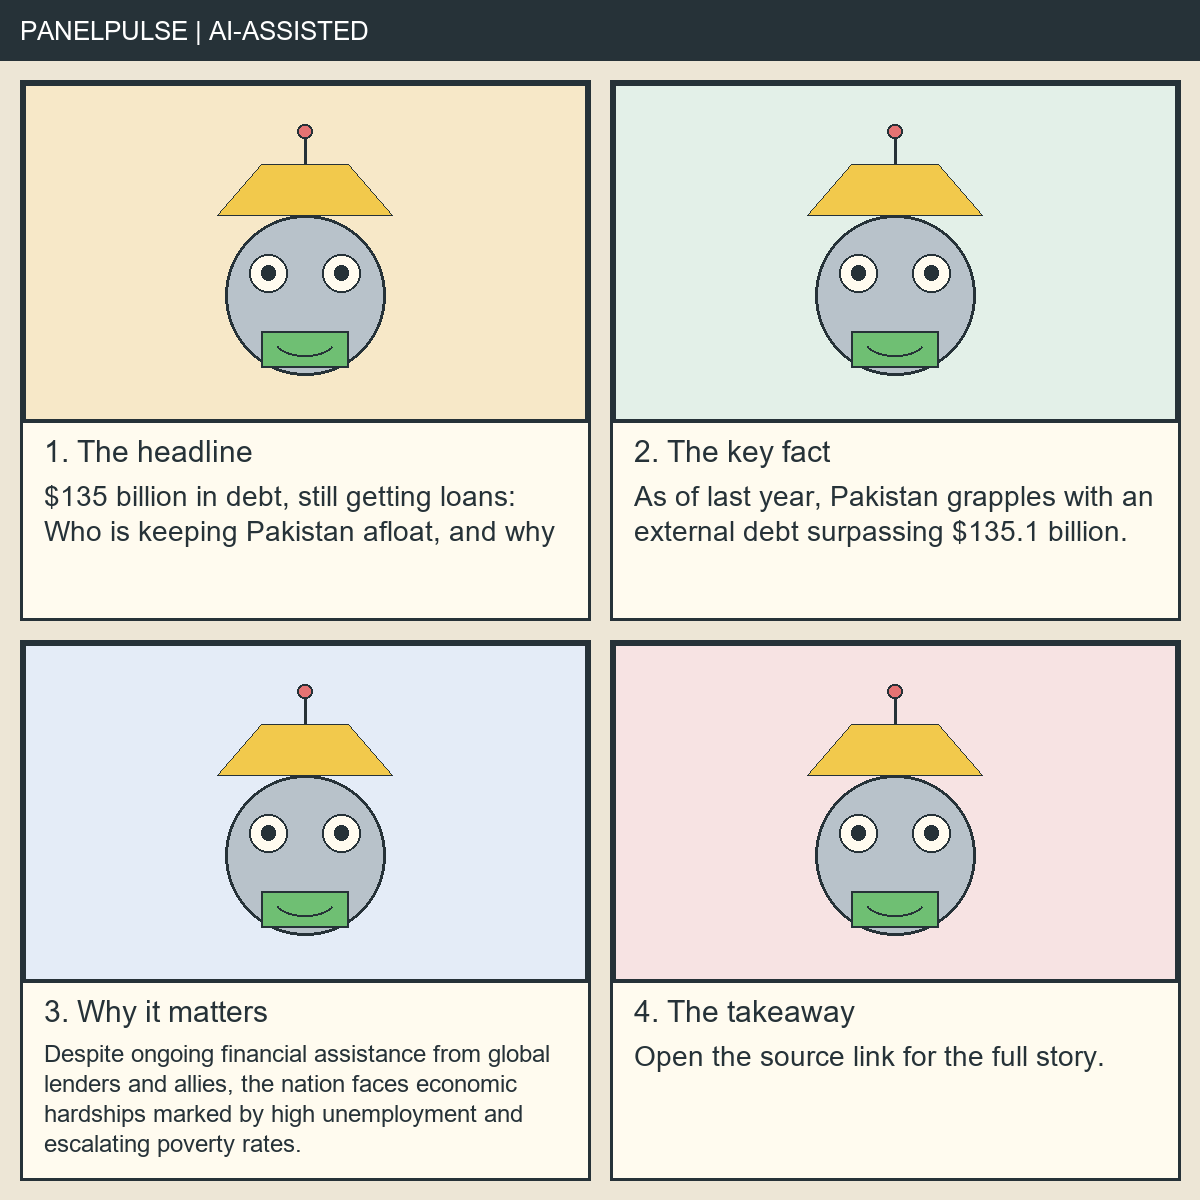 PANELPULSE | AI-ASSISTED
1. The headline
$135 billion in debt, still getting loans:
Who is keeping Pakistan afloat, and why
2. The key fact
As of last year, Pakistan grapples with an
external debt surpassing $135.1 billion.
3. Why it matters
Despite ongoing financial assistance from global
lenders and allies, the nation faces economic
hardships marked by high unemployment and
escalating poverty rates.
4. The takeaway
Open the source link for the full story.